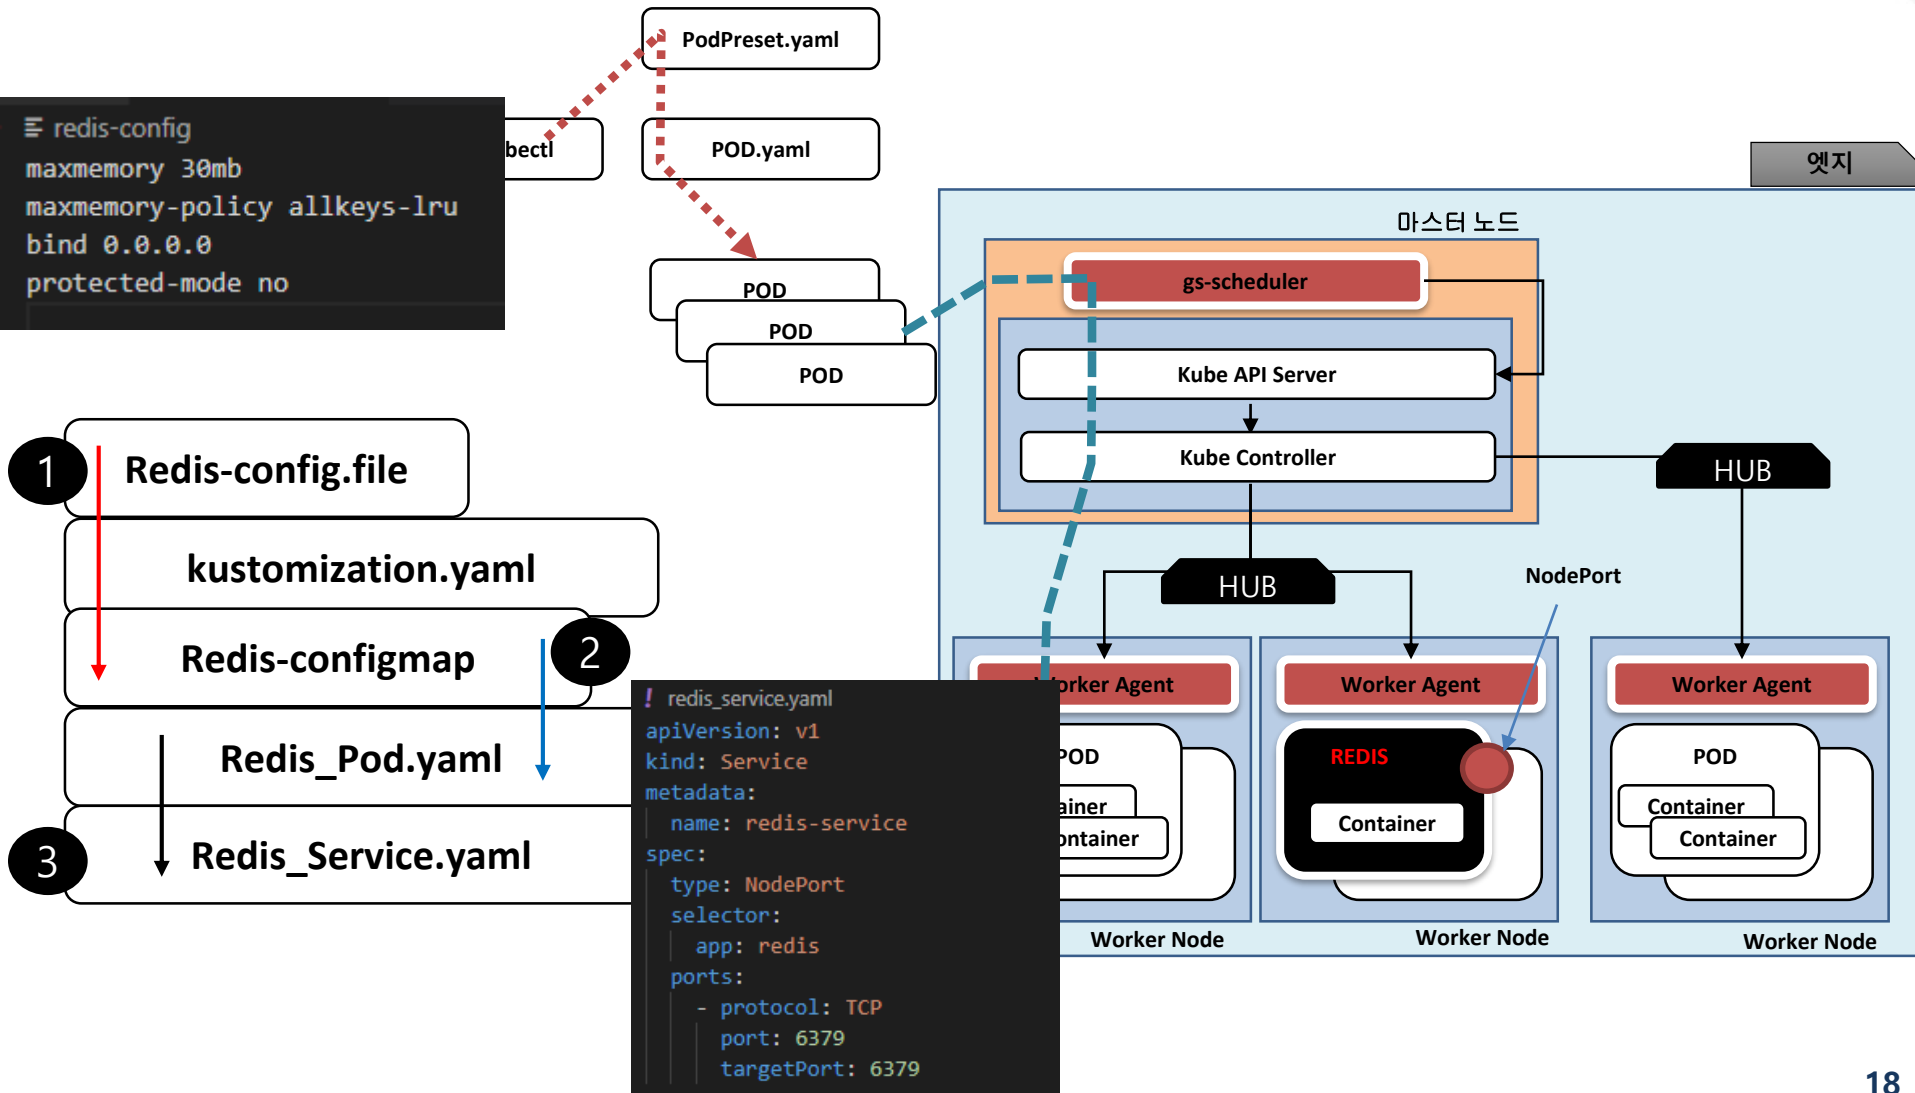 PodPreset.yaml
redis-config
maxmemory 30mb
maxmemory-policy allkeys-lru
bind 0.0.0.0
protected-mode no
bectl
POD.yaml
POD
POD
POD
엣지
마스터 노드
gs-scheduler
Kube API Server
Kube Controller
HUB
HUB
NodePort
1
Redis-config.file
kustomization.yaml
Redis-configmap
2
Redis_Pod.yaml
3
Redis_Service.yaml
! redis_service.yaml
apiVersion: v1
kind: Service
metadata:
name: redis-service
spec:
type: NodePort
selector:
app: redis
ports:
- protocol: TCP
port: 6379
targetPort: 6379
orker Agent
POD
ainer
ontainer
Worker Node
Worker Agent
REDIS
Container
Worker Node
Worker Agent
POD
Container
Container
Worker Node
18